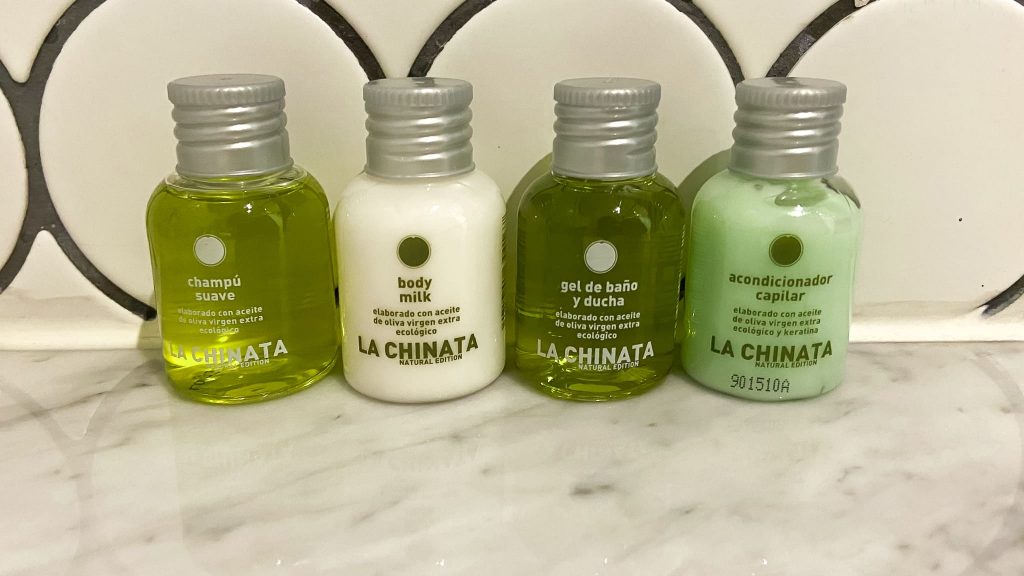 champú
suave
elaborado con aceite
de oliva virgen extra
ecológico
LA CHINATA
NATURAL EDITION
body
milk
elaborado con aceite
de oliva virgen extra
ecológico
LA CHINATA
NATURAL EDITION
gel de baño
y ducha
elaborado con aceite
de oliva virgen extra
ecológico
LA CHINATA
NATURAL EDITION
acondicionador
capilar
elaborado con aceite
de oliva virgen extra
ecológico y keratina
LA CHINATA
NATURAL EDITION
901510A